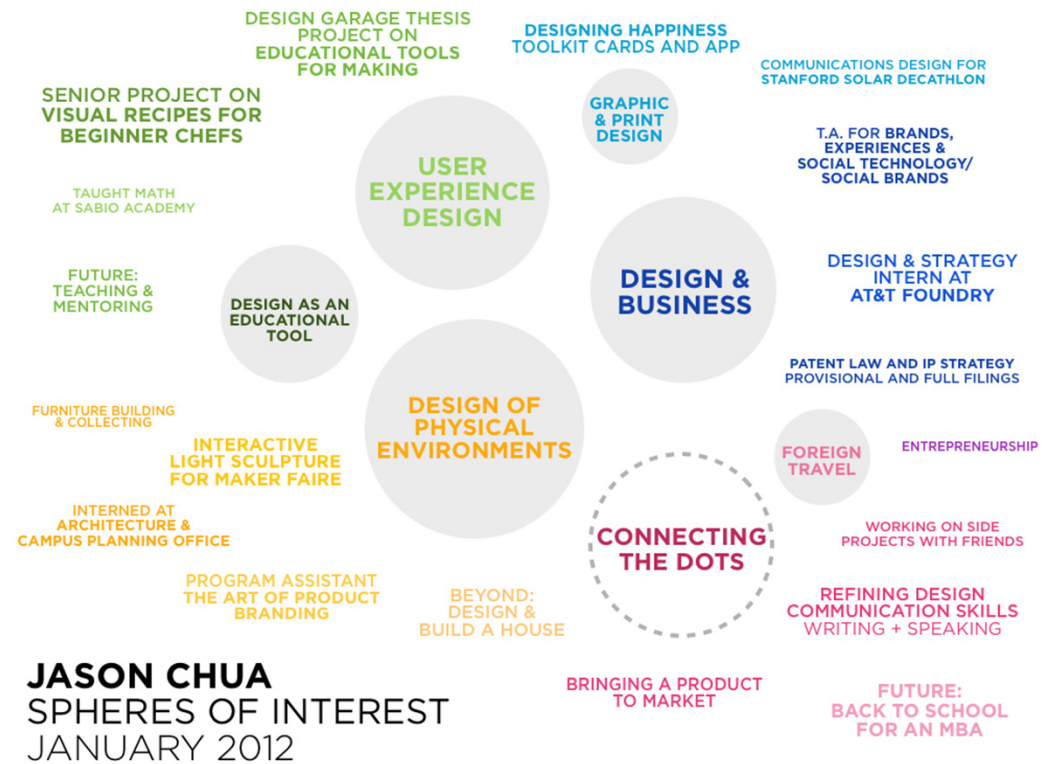 DESIGN GARAGE THESIS
PROJECT ON
EDUCATIONAL TOOLS
FOR MAKING
DESIGNING HAPPINESS
TOOLKIT CARDS AND APP
COMMUNICATIONS DESIGN FOR
STANFORD SOLAR DECATHLON
SENIOR PROJECT ON
VISUAL RECIPES FOR
BEGINNER CHEFS
GRAPHIC
& PRINT
DESIGN
T.A. FOR BRANDS,
EXPERIENCES &
SOCIAL TECHNOLOGY/
SOCIAL BRANDS
USER
EXPERIENCE
DESIGN
TAUGHT MATH
AT SABIO ACADEMY
FUTURE:
TEACHING &
MENTORING
DESIGN AS AN
EDUCATIONAL
TOOL
DESIGN &
BUSINESS
DESIGN & STRATEGY
INTERN AT
AT&T FOUNDRY
PATENT LAW AND IP STRATEGY
PROVISIONAL AND FULL FILINGS
FURNITURE BUILDING
& COLLECTING
INTERACTIVE
LIGHT SCULPTURE
FOR MAKER FAIRE
DESIGN OF
PHYSICAL
ENVIRONMENTS
FOREIGN
TRAVEL
ENTREPRENEURSHIP
INTERNED AT
ARCHITECTURE &
CAMPUS PLANNING OFFICE
CONNECTING
THE DOTS
WORKING ON SIDE
PROJECTS WITH FRIENDS
PROGRAM ASSISTANT
THE ART OF PRODUCT
BRANDING
BEYOND:
DESIGN &
BUILD A HOUSE
REFINING DESIGN
COMMUNICATION SKILLS
WRITING + SPEAKING
BRINGING A PRODUCT
TO MARKET
FUTURE:
BACK TO SCHOOL
FOR AN MBA
JASON CHUA
SPHERES OF INTEREST
JANUARY 2012